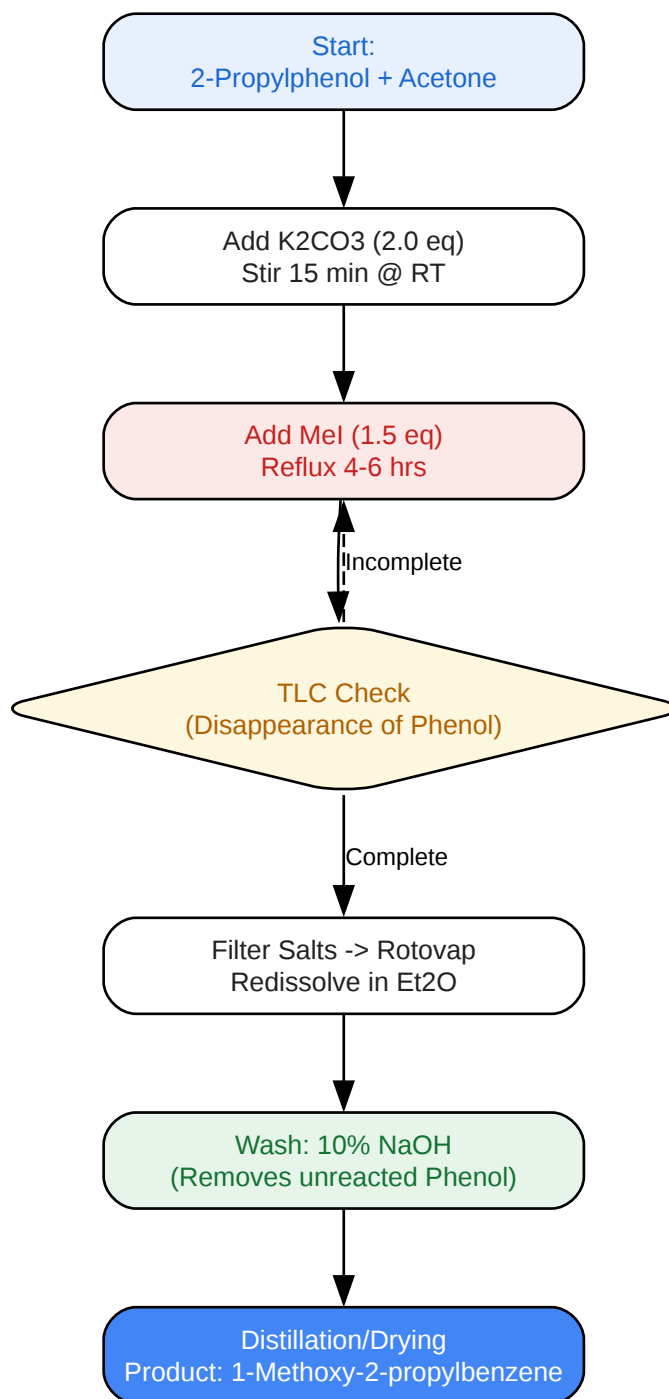 Start:
2-Propylphenol + Acetone
Add K2CO3 (2.0 eq)
Stir 15 min @ RT
Add MeI (1.5 eq)
Reflux 4-6 hrs
Incomplete
TLC Check
(Disappearance of Phenol)
Complete
Filter Salts -> Rotovap
Redissolve in Et2O
Wash: 10% NaOH
(Removes unreacted Phenol)
Distillation/Drying
Product: 1-Methoxy-2-propylbenzene